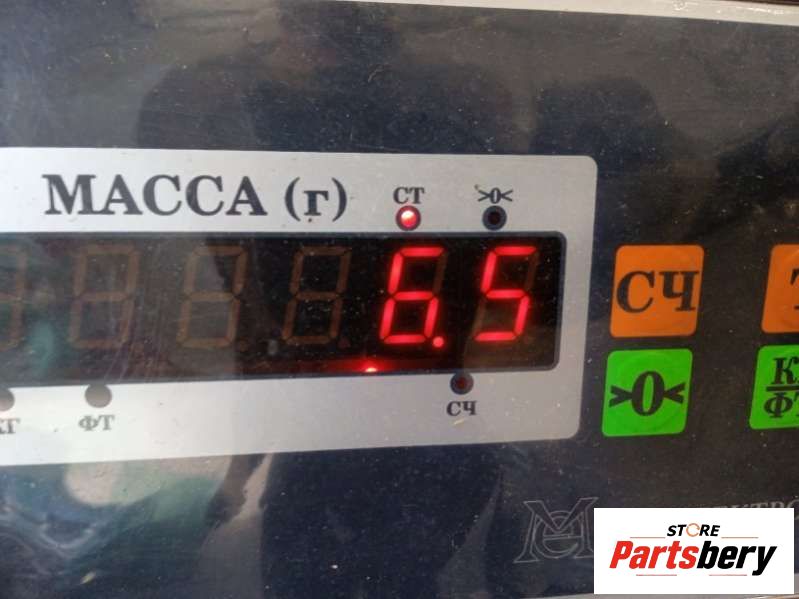 МАССА (г)
СТ
>0<
6.5
СЧ
ФТ
СЧ
>0<
STORE
Partsbery